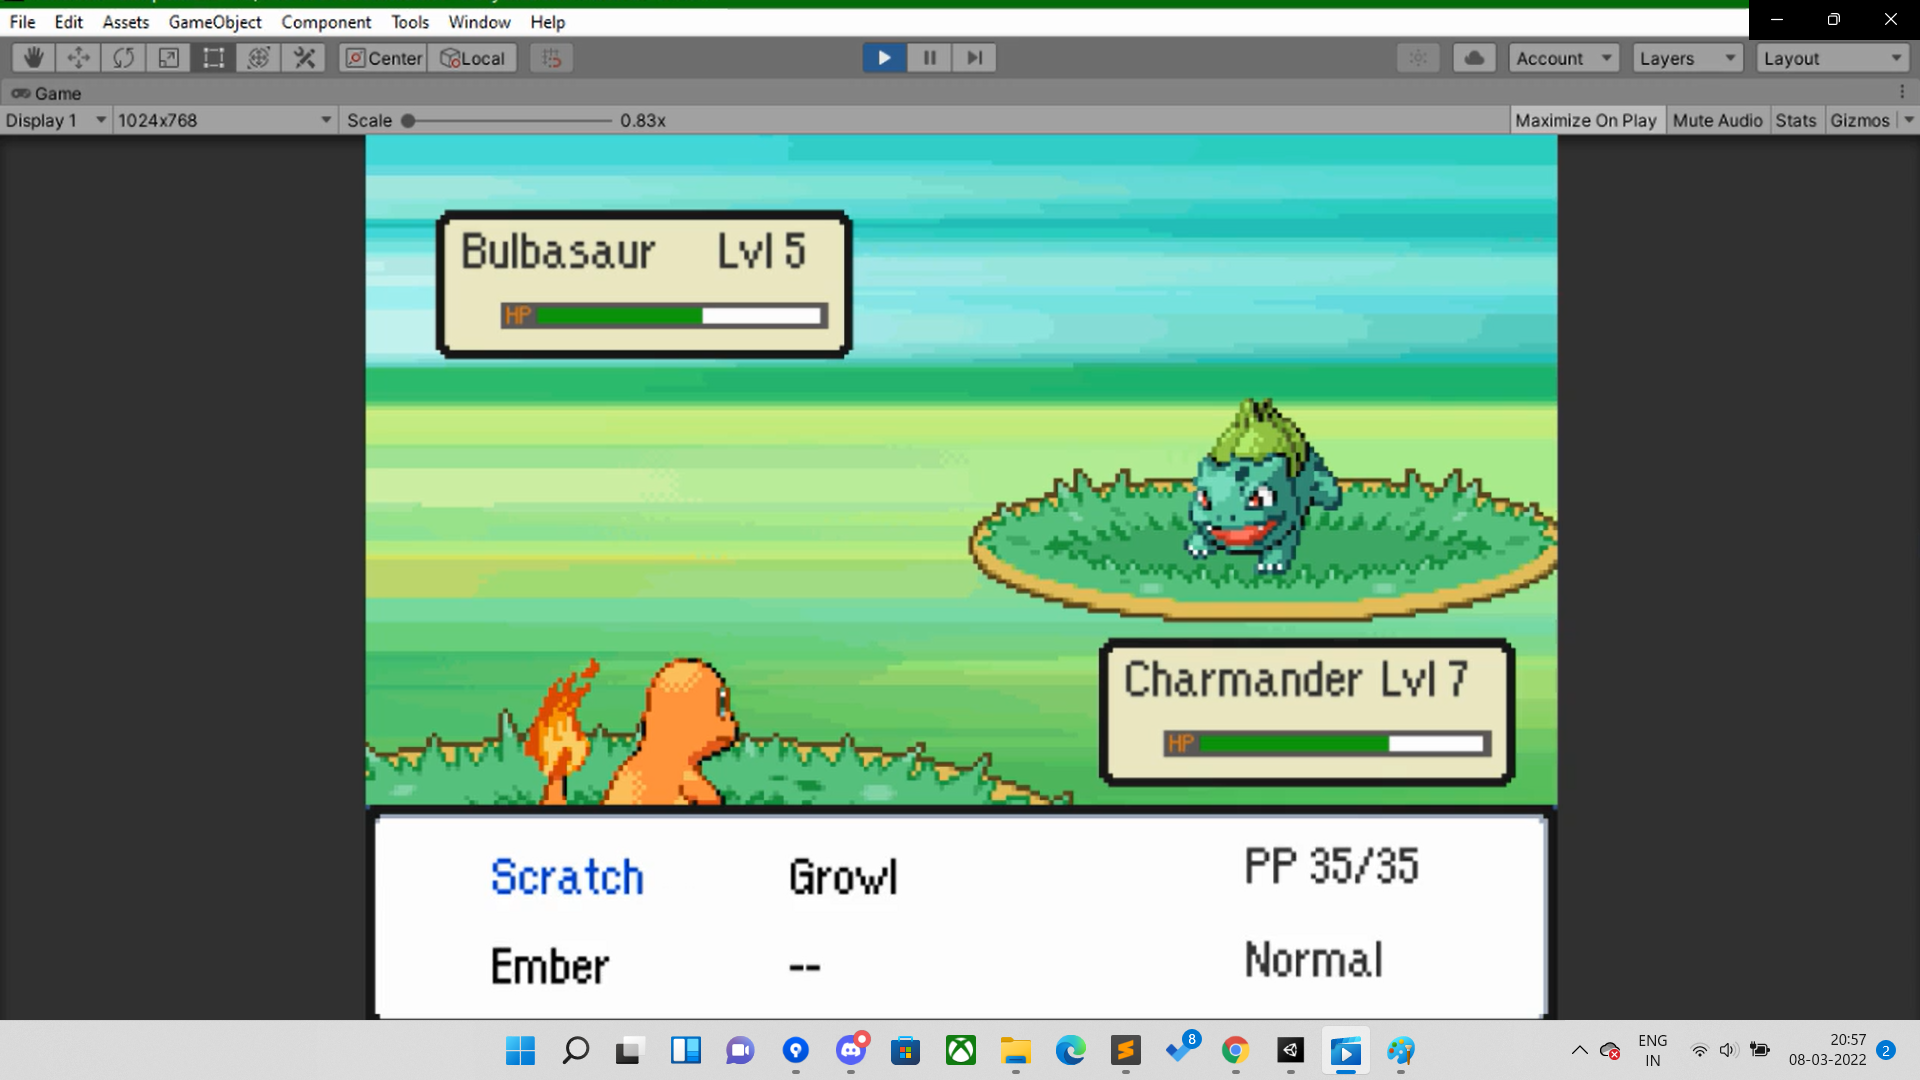 File Edit Assets GameObject Component Tools Window Help
Center Local Account Layers Layout
Game
Display 1 1024x768 Scale 0.83x Maximize On Play Mute Audio Stats Gizmos
Bulbasaur Lvl 5
HP
Charmander Lvl 7
HP
Scratch Growl PP 35/35
Ember -- Normal
8
ENG
IN
20:57
08-03-2022
2